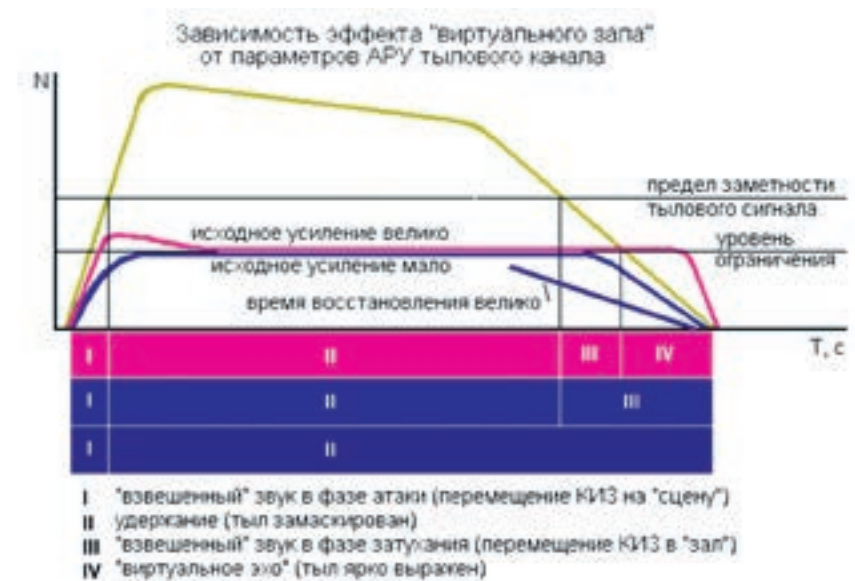 Зависимость эффекта "виртуального зала"
от параметров АРУ тылового канала
N
предел заметности
тылового сигнала
исходное усиление велико
уровень
ограничения
исходное усиление мало
время восстановления велико
T, с
I II III IV
I II III
I II
I "взвешенный" звук в фазе атаки (перемещение КИЗ на "сцену")
II удержание (тыл замаскирован)
III "взвешенный" звук в фазе затухания (перемещение КИЗ в "зал")
IV "виртуальное эхо" (тыл ярко выражен)